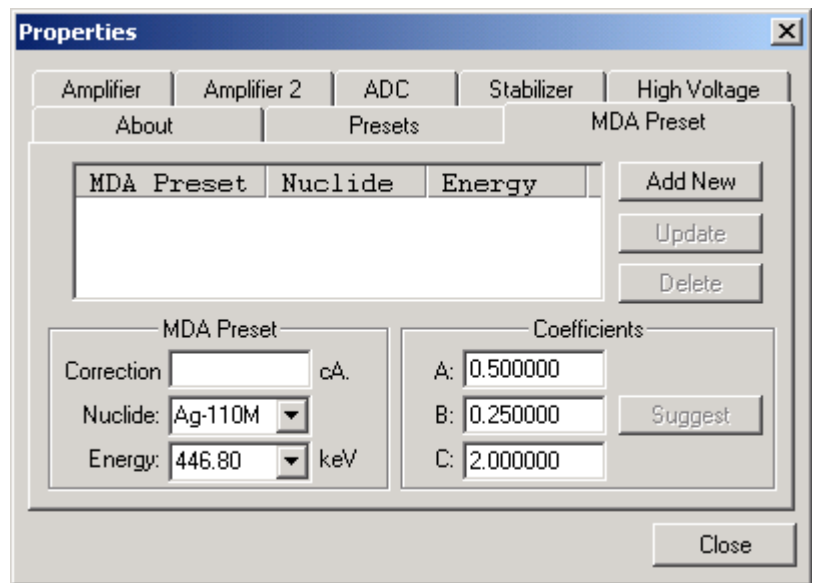 Properties
Amplifier Amplifier 2 ADC Stabilizer High Voltage
About Presets MDA Preset
MDA Preset Nuclide Energy
Add New
Update
Delete
MDA Preset
Correction cA.
Nuclide: Ag-110M
Energy: 446.80 keV
Coefficients
A: 0.500000
B: 0.250000
C: 2.000000
Suggest
Close